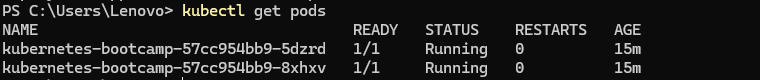 PS C:\Users\Lenovo> kubectl get pods
NAME READY STATUS RESTARTS AGE
kubernetes-bootcamp-57cc954bb9-5dzrd 1/1 Running 0 15m
kubernetes-bootcamp-57cc954bb9-8xhxv 1/1 Running 0 15m